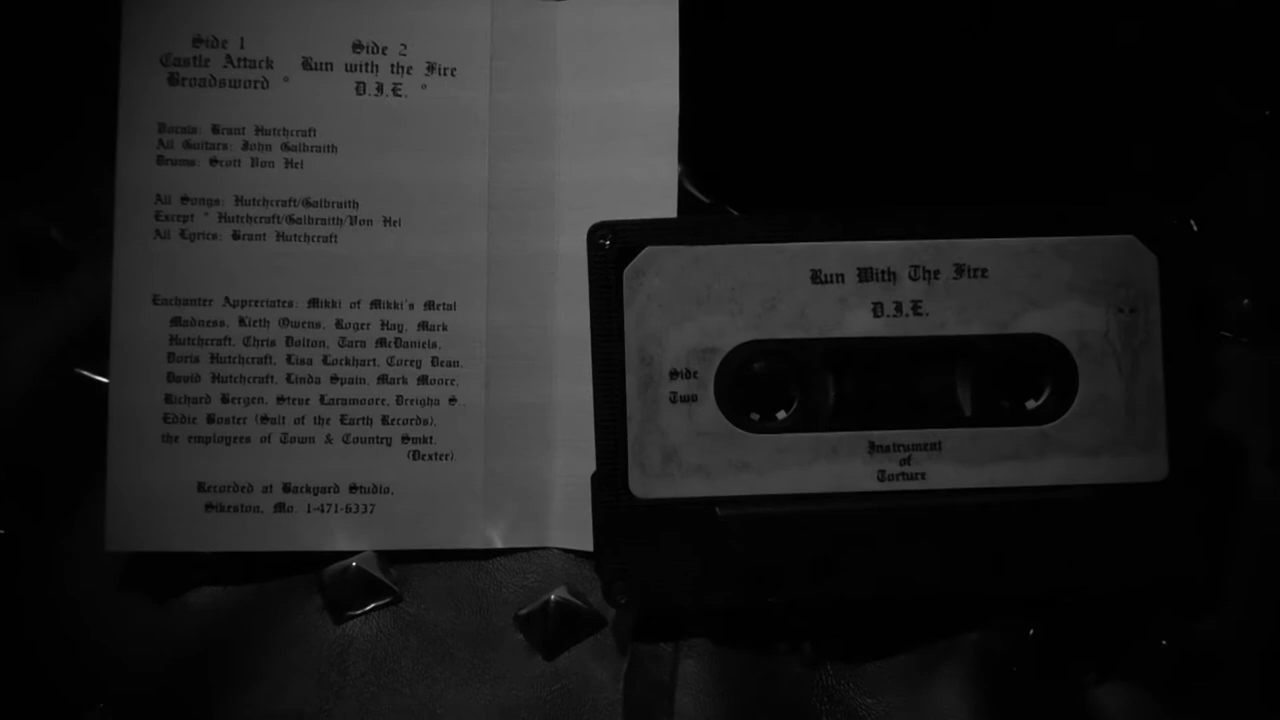 Side 1
Castle Attack
Broadsword °
Side 2
Run with the Fire
D.I.E. °
Vocals: Brant Hutchcraft
All Guitars: John Galbraith
Drums: Scott Von Hel
All Songs: Hutchcraft/Galbraith
Except ° Hutchcraft/Galbraith/Von Hel
All Lyrics: Brant Hutchcraft
Enchanter Appreciates: Mikki of Mikki's Metal
Madness, Kieth Owens, Roger Hay, Mark
Hutchcraft, Chris Dolton, Tara McDaniels,
Doris Hutchcraft, Lisa Lockhart, Corey Dean,
David Hutchcraft, Linda Spain, Mark Moore,
Richard Bergen, Steve Laramoore, Dreigha S..
Eddie Boster (Salt of the Earth Records),
the employees of Town & Country Smkt.
(Dexter).
Recorded at Backyard Studio,
Sikeston, Mo. 1-471-6337
Run With The Fire
D.I.E.
Side
Two
Instrument
of
Torture